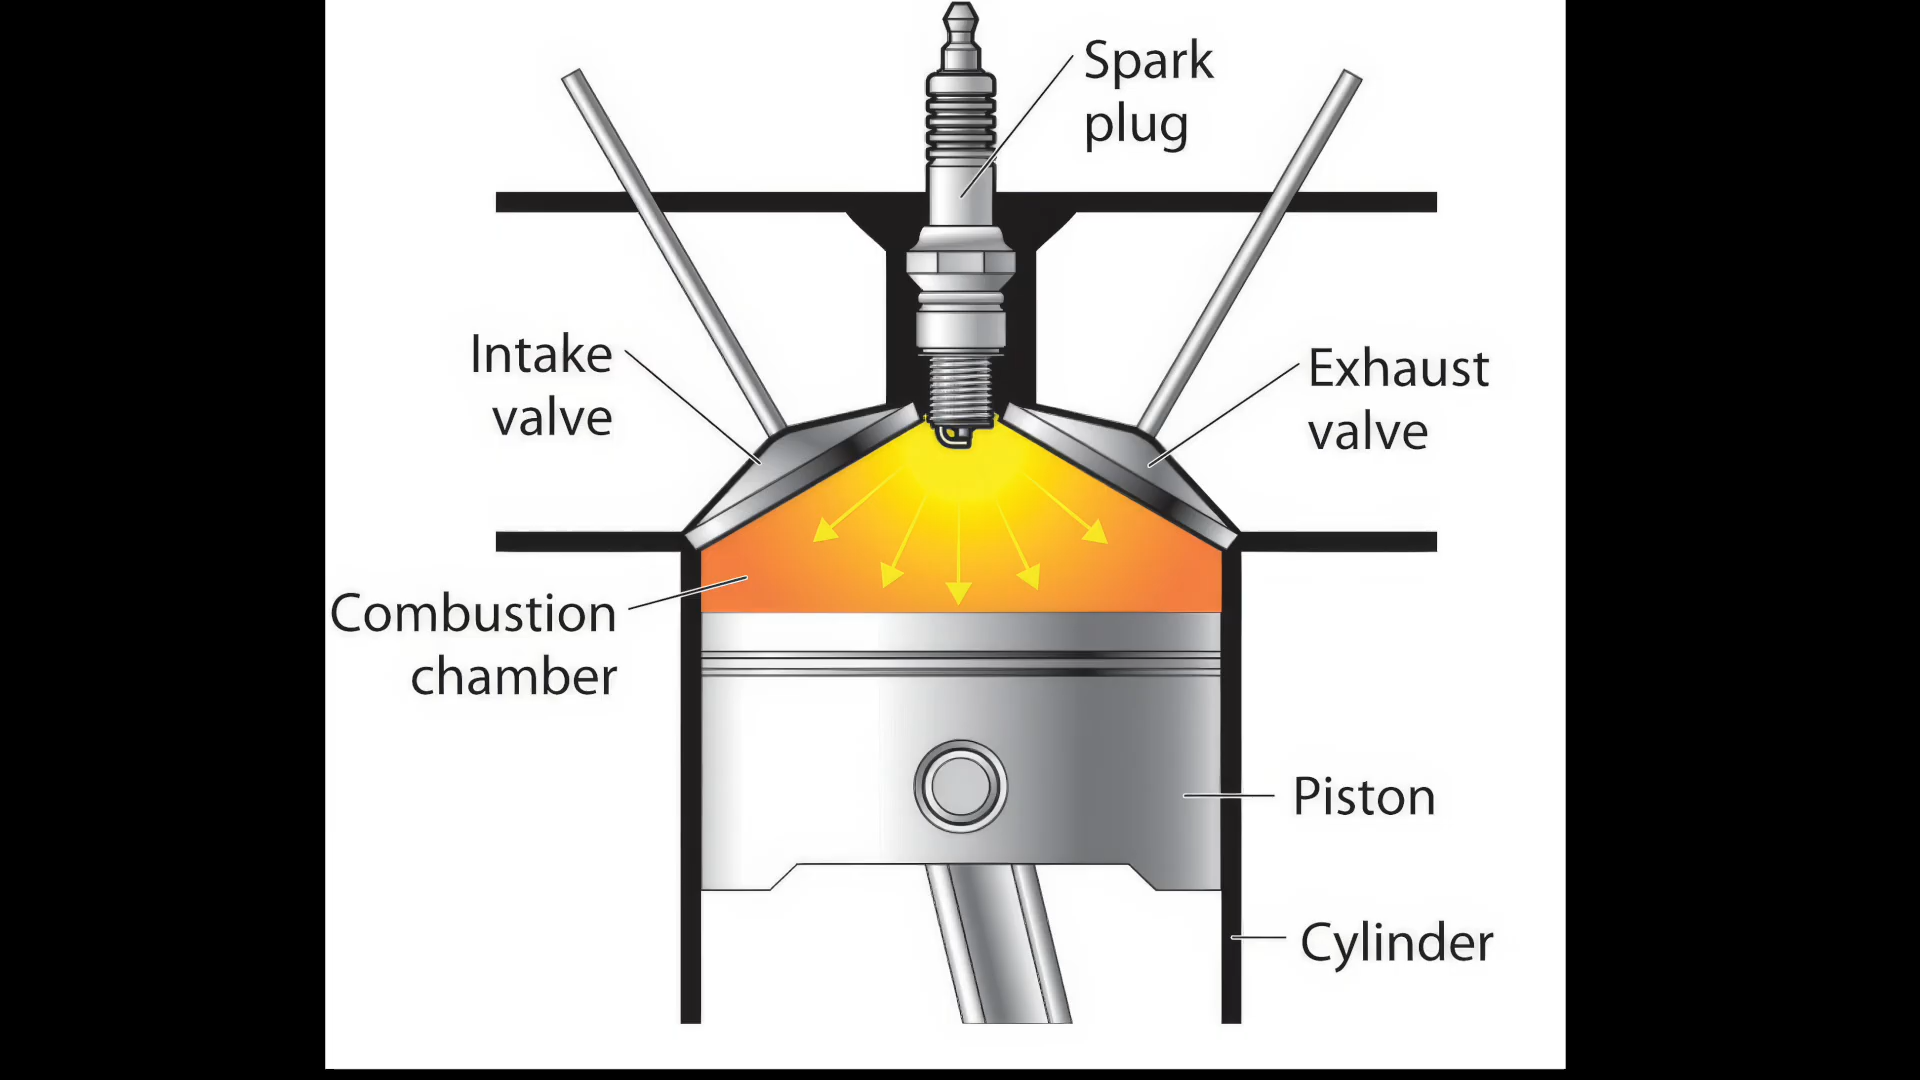 Spark
plug
Intake
valve
Exhaust
valve
Combustion
chamber
Piston
Cylinder